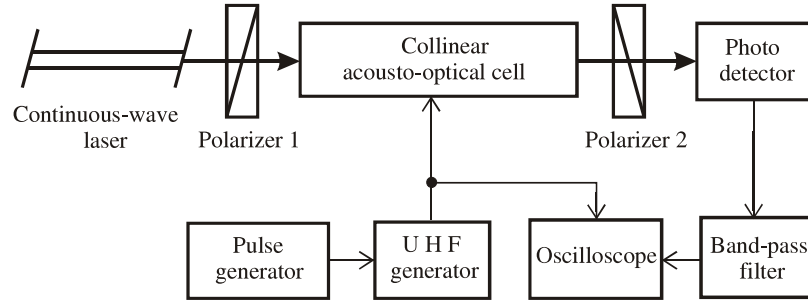 Continuous-wave
laser
Polarizer 1
Collinear
acousto-optical cell
Polarizer 2
Photo
detector
Pulse
generator
U H F
generator
Oscilloscope
Band-pass
filter